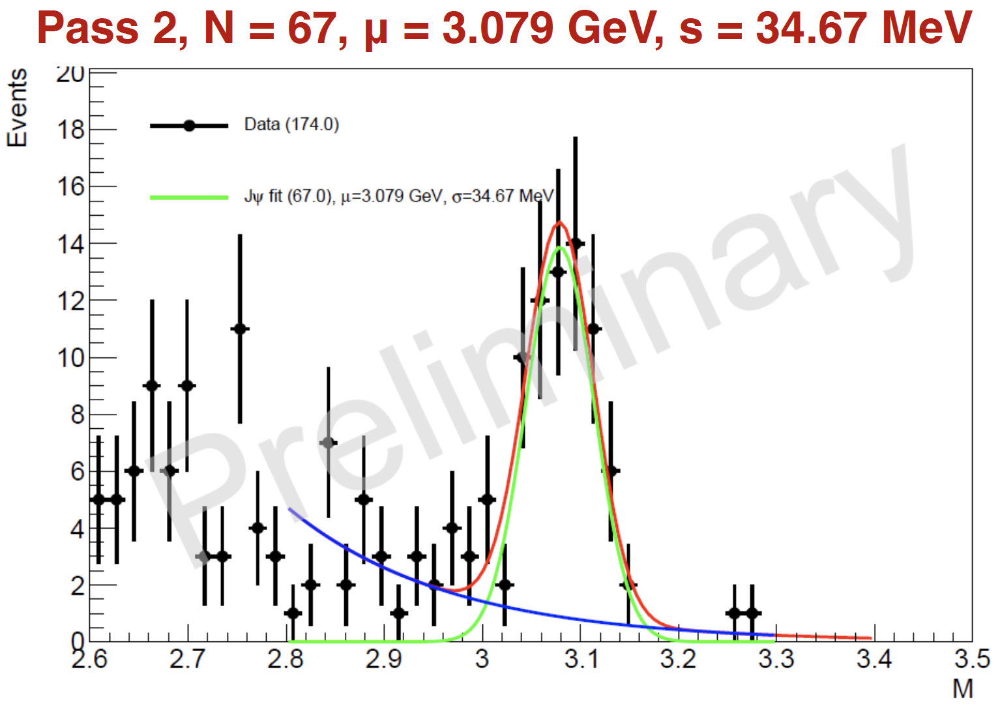 Pass 2, N = 67, µ = 3.079 GeV, s = 34.67 MeV
Events
20
18
16
14
12
10
8
6
4
2
0
Data (174.0)
Jψ fit (67.0), μ=3.079 GeV, σ=34.67 MeV
Preliminary
2.6 2.7 2.8 2.9 3 3.1 3.2 3.3 3.4 3.5
M